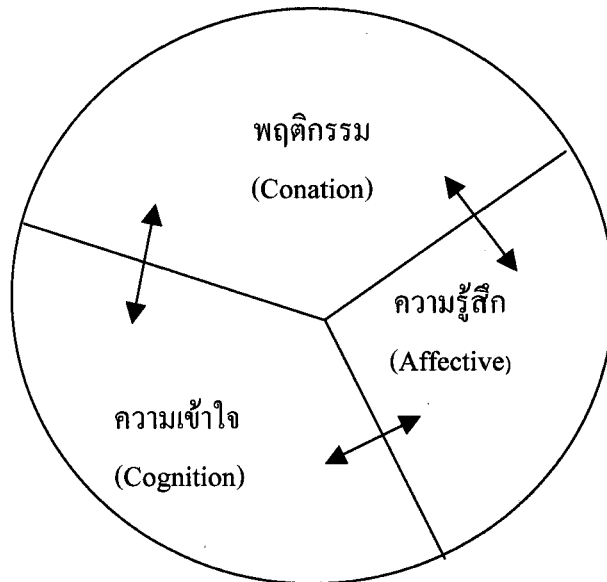 พฤติกรรม
(Conation)
ความรู้สึก
(Affective)
ความเข้าใจ
(Cognition)